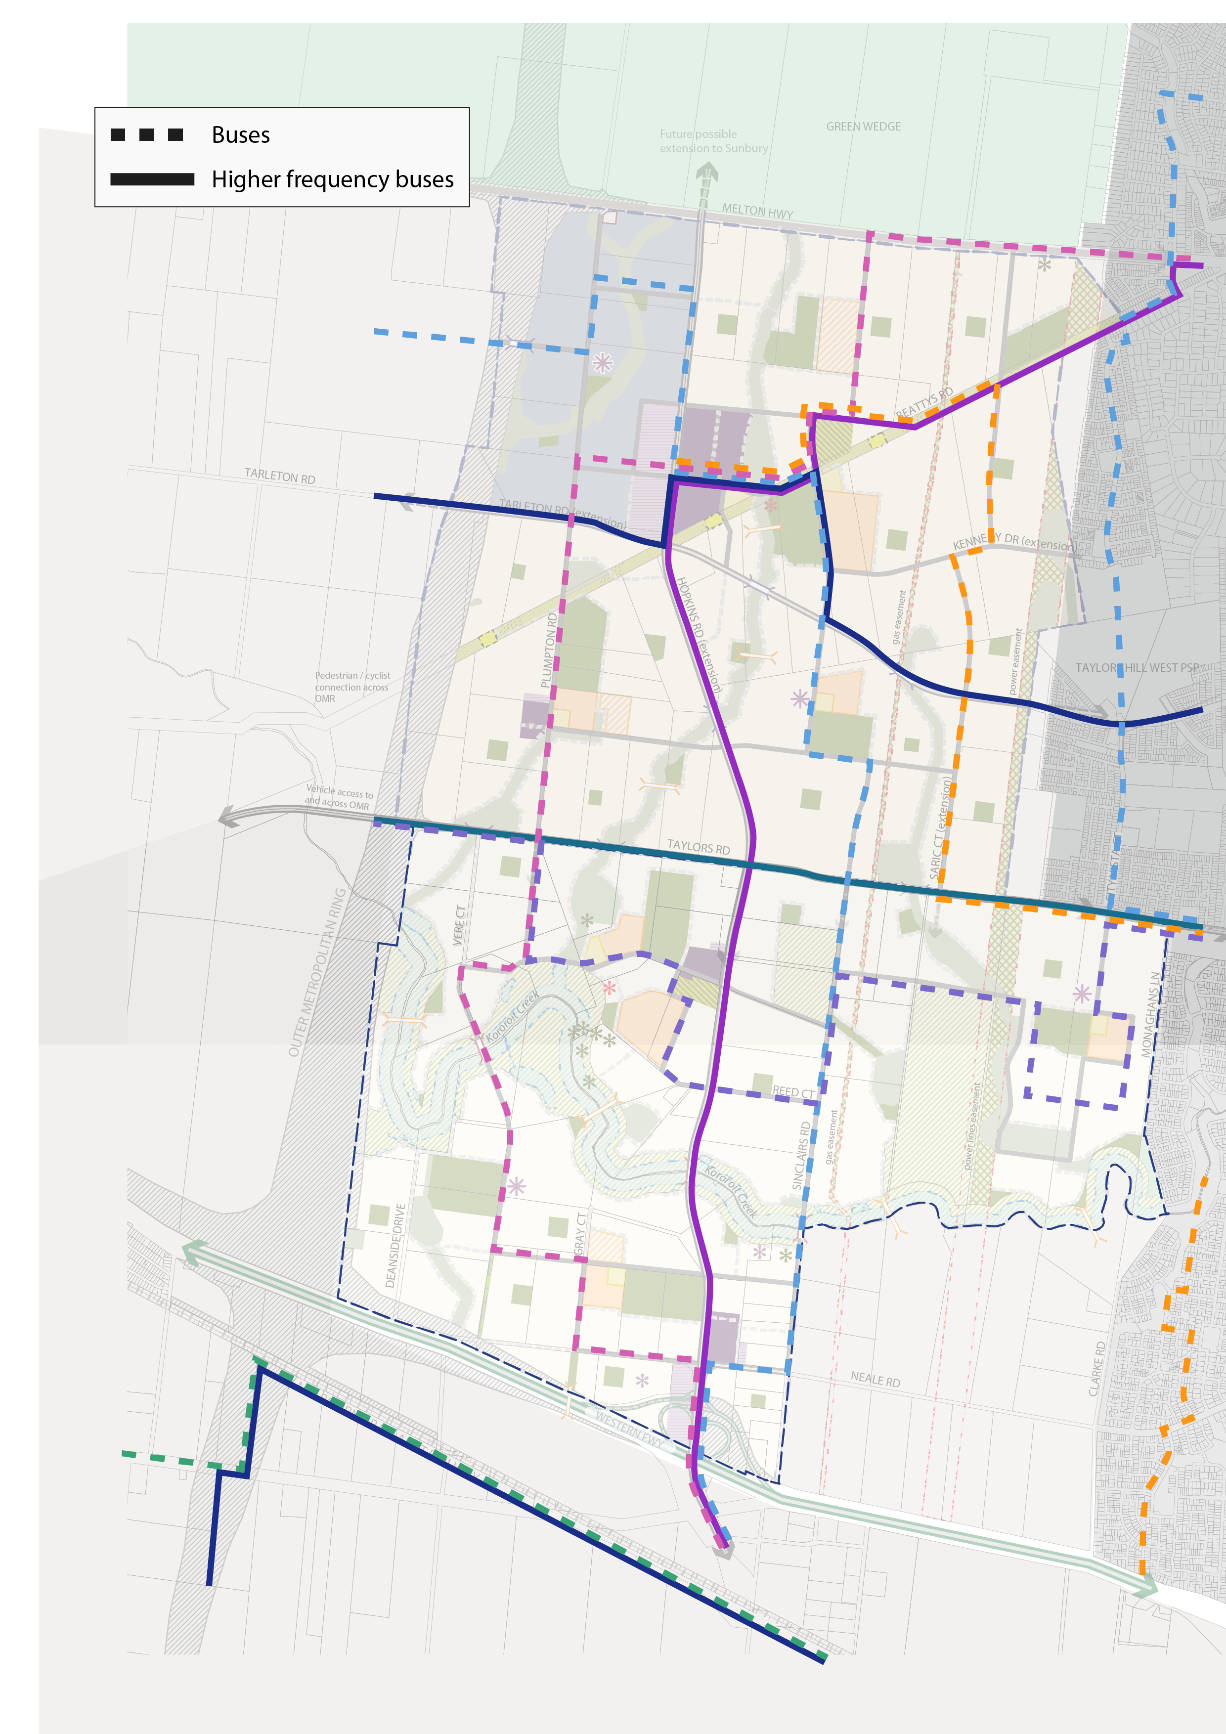 Buses
Higher frequency buses
Future possible
extension to Sunbury
GREEN WEDGE
MELTON HWY
BEATTYS RD
TARLETON RD
TARLETON RD (extension)
KENNEDY DR (extension)
HOPKINS RD (extension)
gas easement
PLUMPTON RD
power easement
TAYLORS HILL WEST PSP
Pedestrian / cyclist
connection across
OMR
Vehicle access to
and across OMR
TAYLORS RD
SARIC CT (extension)
VERE CT
OUTER METROPOLITAN RING
Kororoit Creek
MONAGHANS LN
REED CT
SINCLAIRS RD
gas easement
power lines easement
Kororoit Creek
DEANSIDE DRIVE
GRAY CT
NEALE RD
CLARKE RD
WESTERN FWY